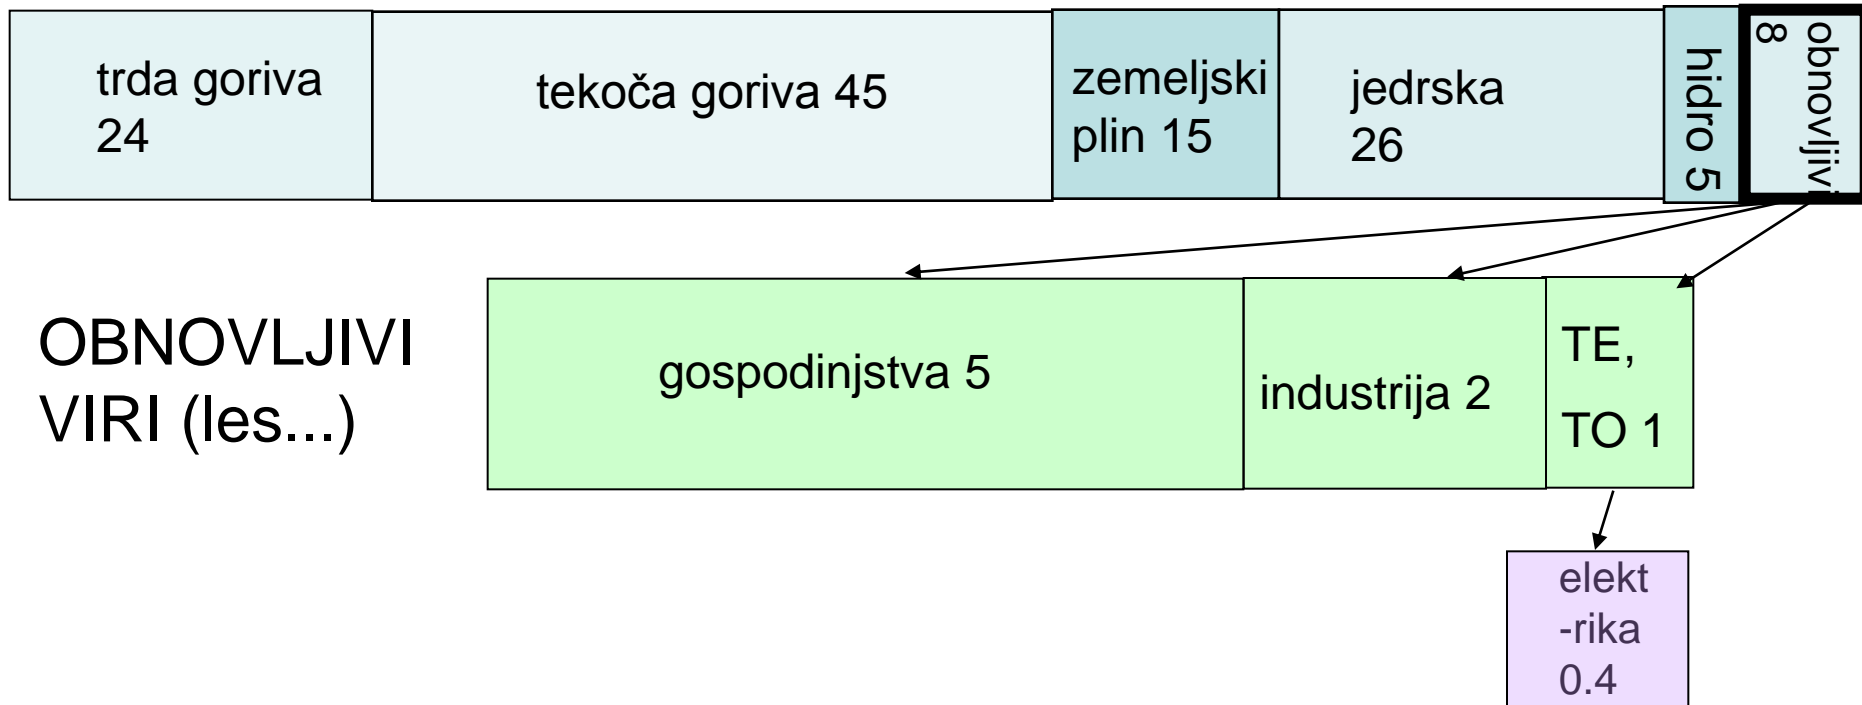 trda goriva
24
tekoča goriva 45
zemeljski
plin 15
jedrska
26
hidro 5
obnovljivi
8
OBNOVLJIVI
VIRI (les...)
gospodinjstva 5
industrija 2
TE,
TO 1
elekt
-rika
0.4